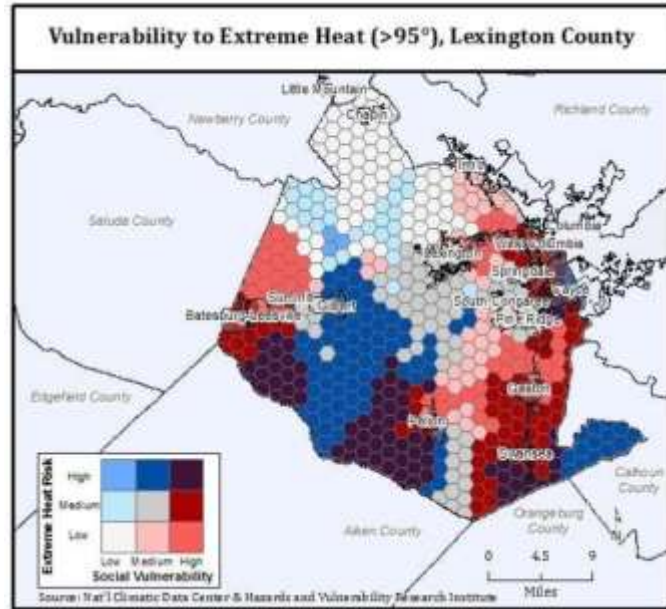 Vulnerability to Extreme Heat (>95°), Lexington County
Little Mountain
Chapin
Newberry County
Richland County
Irmo
Saluda County
Columbia
West Columbia
Lexington
Springdale
Cayce
Summit
Gilbert
South Congaree
Pine Ridge
Batesburg-Leesville
Edgefield County
Gaston
Pelion
Swansea
Calhoun
County
Orangeburg
County
Aiken County
Extreme Heat Risk
High
Medium
Low
Low Medium High
Social Vulnerability
0 4.5 9
Miles
Source: Nat'l Climatic Data Center & Hazards and Vulnerability Research Institute